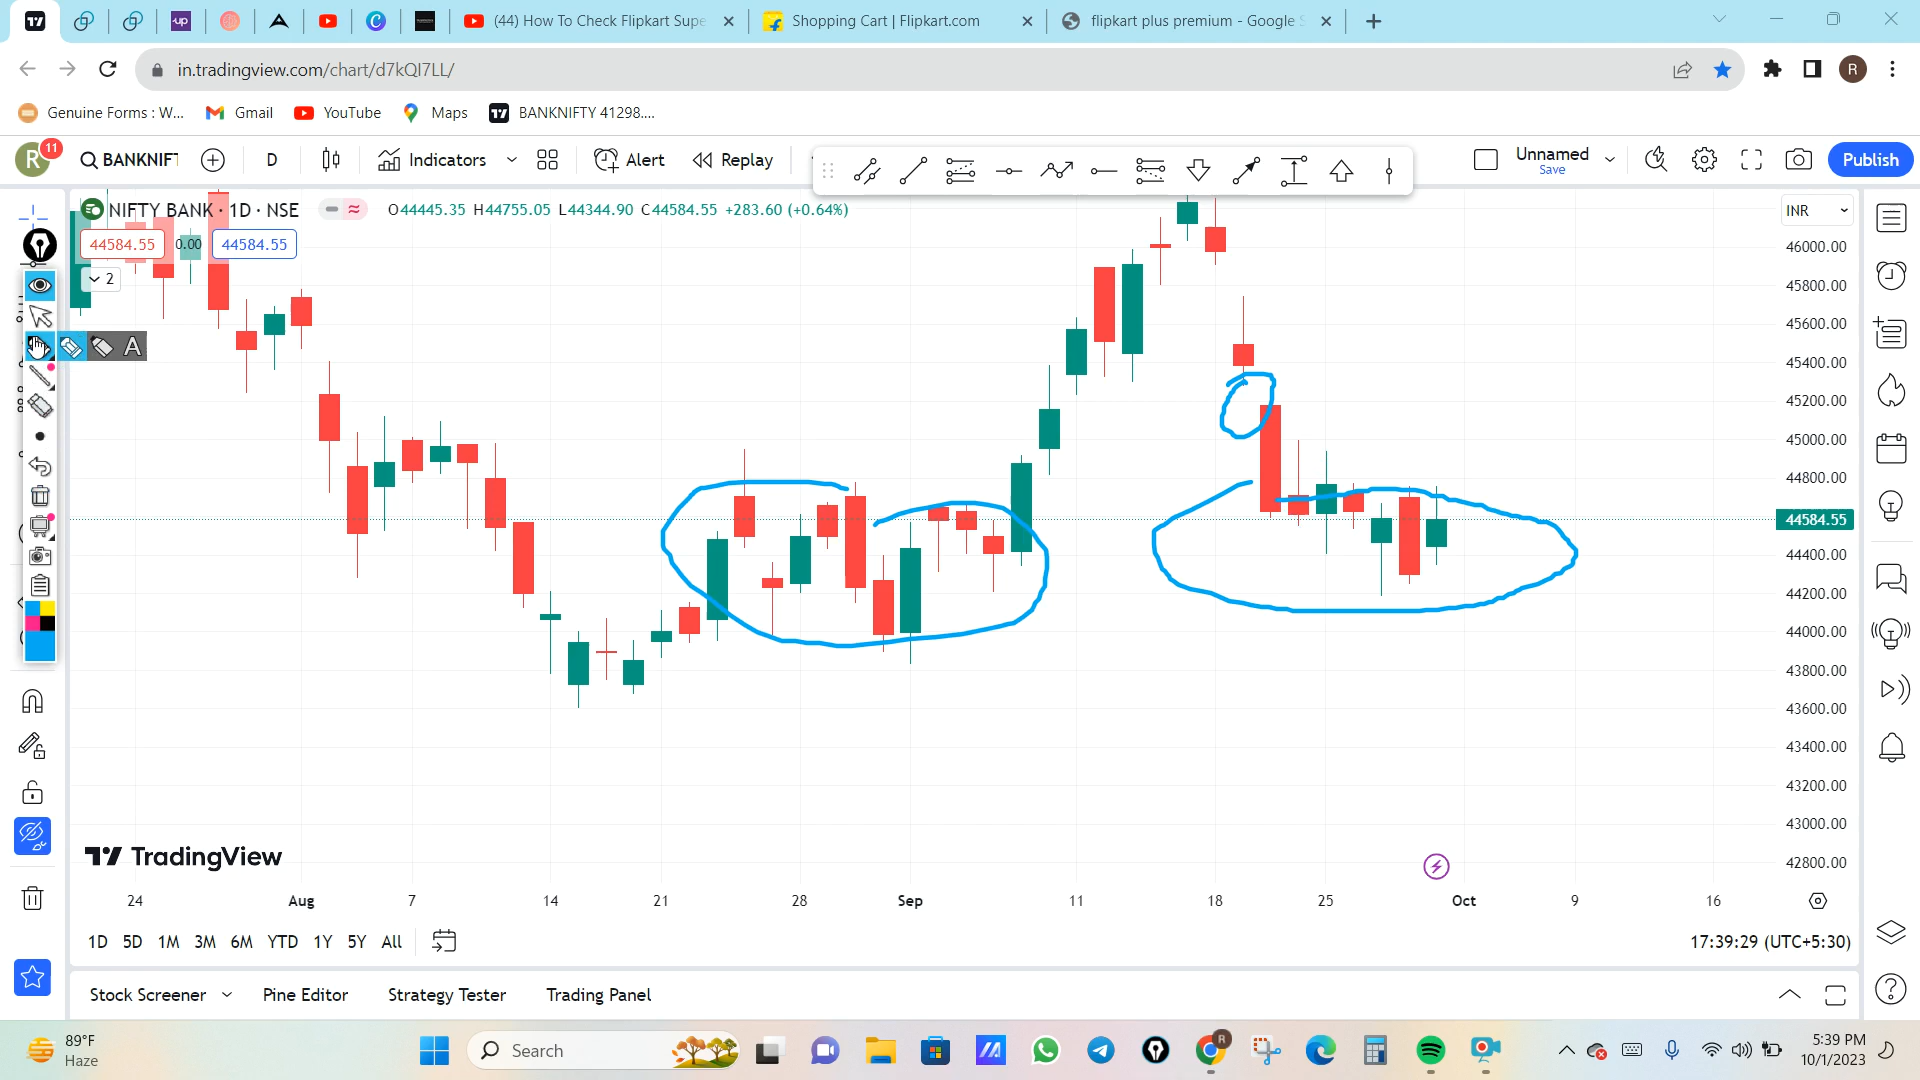 (44) How To Check Flipkart Supe
Shopping Cart | Flipkart.com
flipkart plus premium - Google S
in.tradingview.com/chart/d7kQI7LL/
R
Genuine Forms : W...
Gmail
YouTube
Maps
BANKNIFTY 41298....
R
11
BANKNIFT
D
Indicators
Alert
Replay
Unnamed
Save
Publish
NIFTY BANK · 1D · NSE
O44445.35 H44755.05 L44344.90 C44584.55 +283.60 (+0.64%)
INR
44584.55
0.00
44584.55
2
A
46000.00
45800.00
45600.00
45400.00
45200.00
45000.00
44800.00
44584.55
44400.00
44200.00
44000.00
43800.00
43600.00
43400.00
43200.00
43000.00
42800.00
TradingView
24 Aug 7 14 21 28 Sep 11 18 25 Oct 9 16
1D 5D 1M 3M 6M YTD 1Y 5Y All
17:39:29 (UTC+5:30)
Stock Screener
Pine Editor
Strategy Tester
Trading Panel
89°F
Haze
Search
R
5:39 PM
10/1/2023